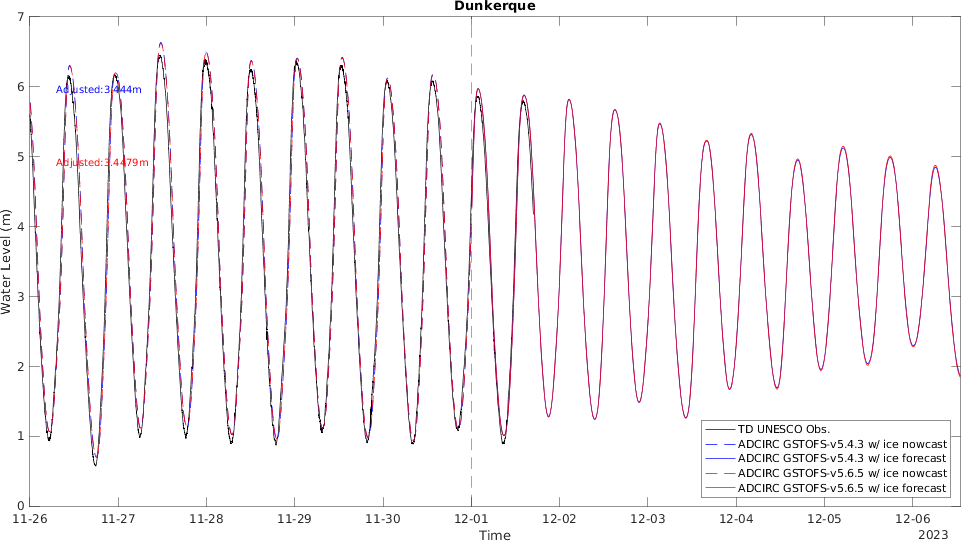 Dunkerque
7
6
5
4
3
2
1
0
Water Level (m)
Adjusted:3.444m
Adjusted:3.4479m
TD UNESCO Obs.
ADCIRC GSTOFS-v5.4.3 w/ ice nowcast
ADCIRC GSTOFS-v5.4.3 w/ ice forecast
ADCIRC GSTOFS-v5.6.5 w/ ice nowcast
ADCIRC GSTOFS-v5.6.5 w/ ice forecast
11-26 11-27 11-28 11-29 11-30 12-01 12-02 12-03 12-04 12-05 12-06
Time
2023